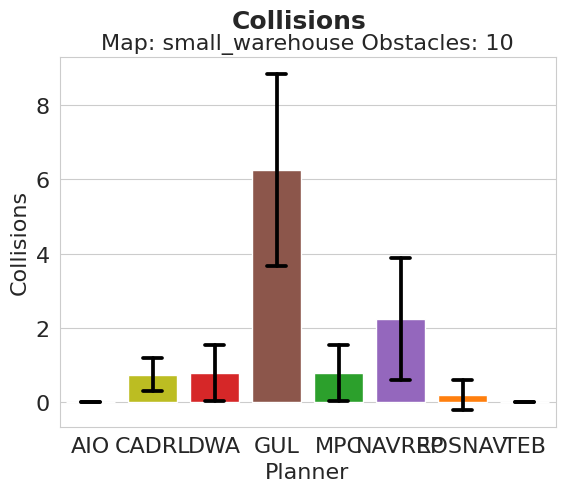 Collisions
Map: small_warehouse Obstacles: 10
8
6
4
2
0
Collisions
AIO CADRL DWA GUL MPC NAVREP ROSNAV TEB
Planner